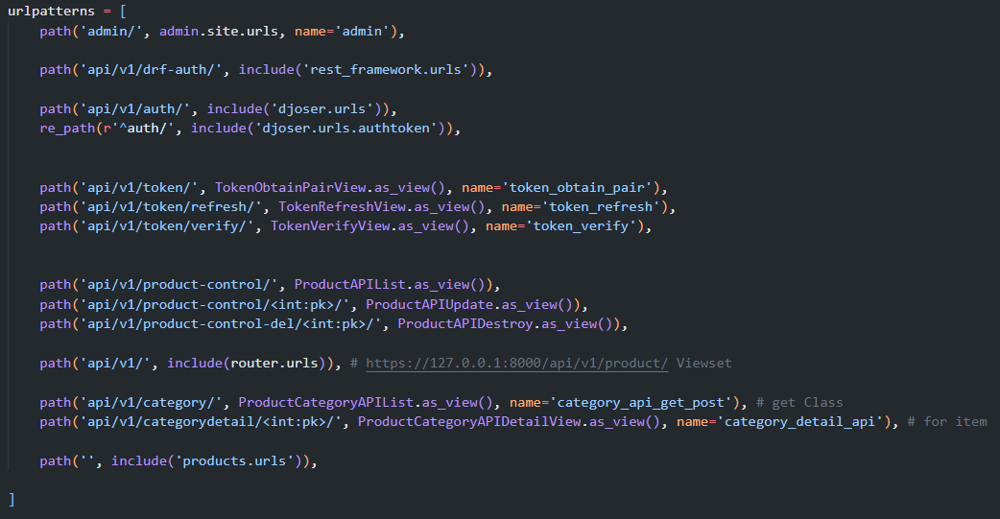 urlpatterns = [
    path('admin/', admin.site.urls, name='admin'),
    path('api/v1/drf-auth/', include('rest_framework.urls')),
    path('api/v1/auth/', include('djoser.urls')),
    re_path(r'^auth/', include('djoser.urls.authtoken')),
    path('api/v1/token/', TokenObtainPairView.as_view(), name='token_obtain_pair'),
    path('api/v1/token/refresh/', TokenRefreshView.as_view(), name='token_refresh'),
    path('api/v1/token/verify/', TokenVerifyView.as_view(), name='token_verify'),
    path('api/v1/product-control/', ProductAPIList.as_view()),
    path('api/v1/product-control/<int:pk>/', ProductAPIUpdate.as_view()),
    path('api/v1/product-control-del/<int:pk>/', ProductAPIDestroy.as_view()),
    path('api/v1/', include(router.urls)), # https://127.0.0.1:8000/api/v1/product/ Viewset
    path('api/v1/category/', ProductCategoryAPIList.as_view(), name='category_api_get_post'), # get Class
    path('api/v1/categorydetail/<int:pk>/', ProductCategoryAPIDetailView.as_view(), name='category_detail_api'), # for item
    path('', include('products.urls')),
]